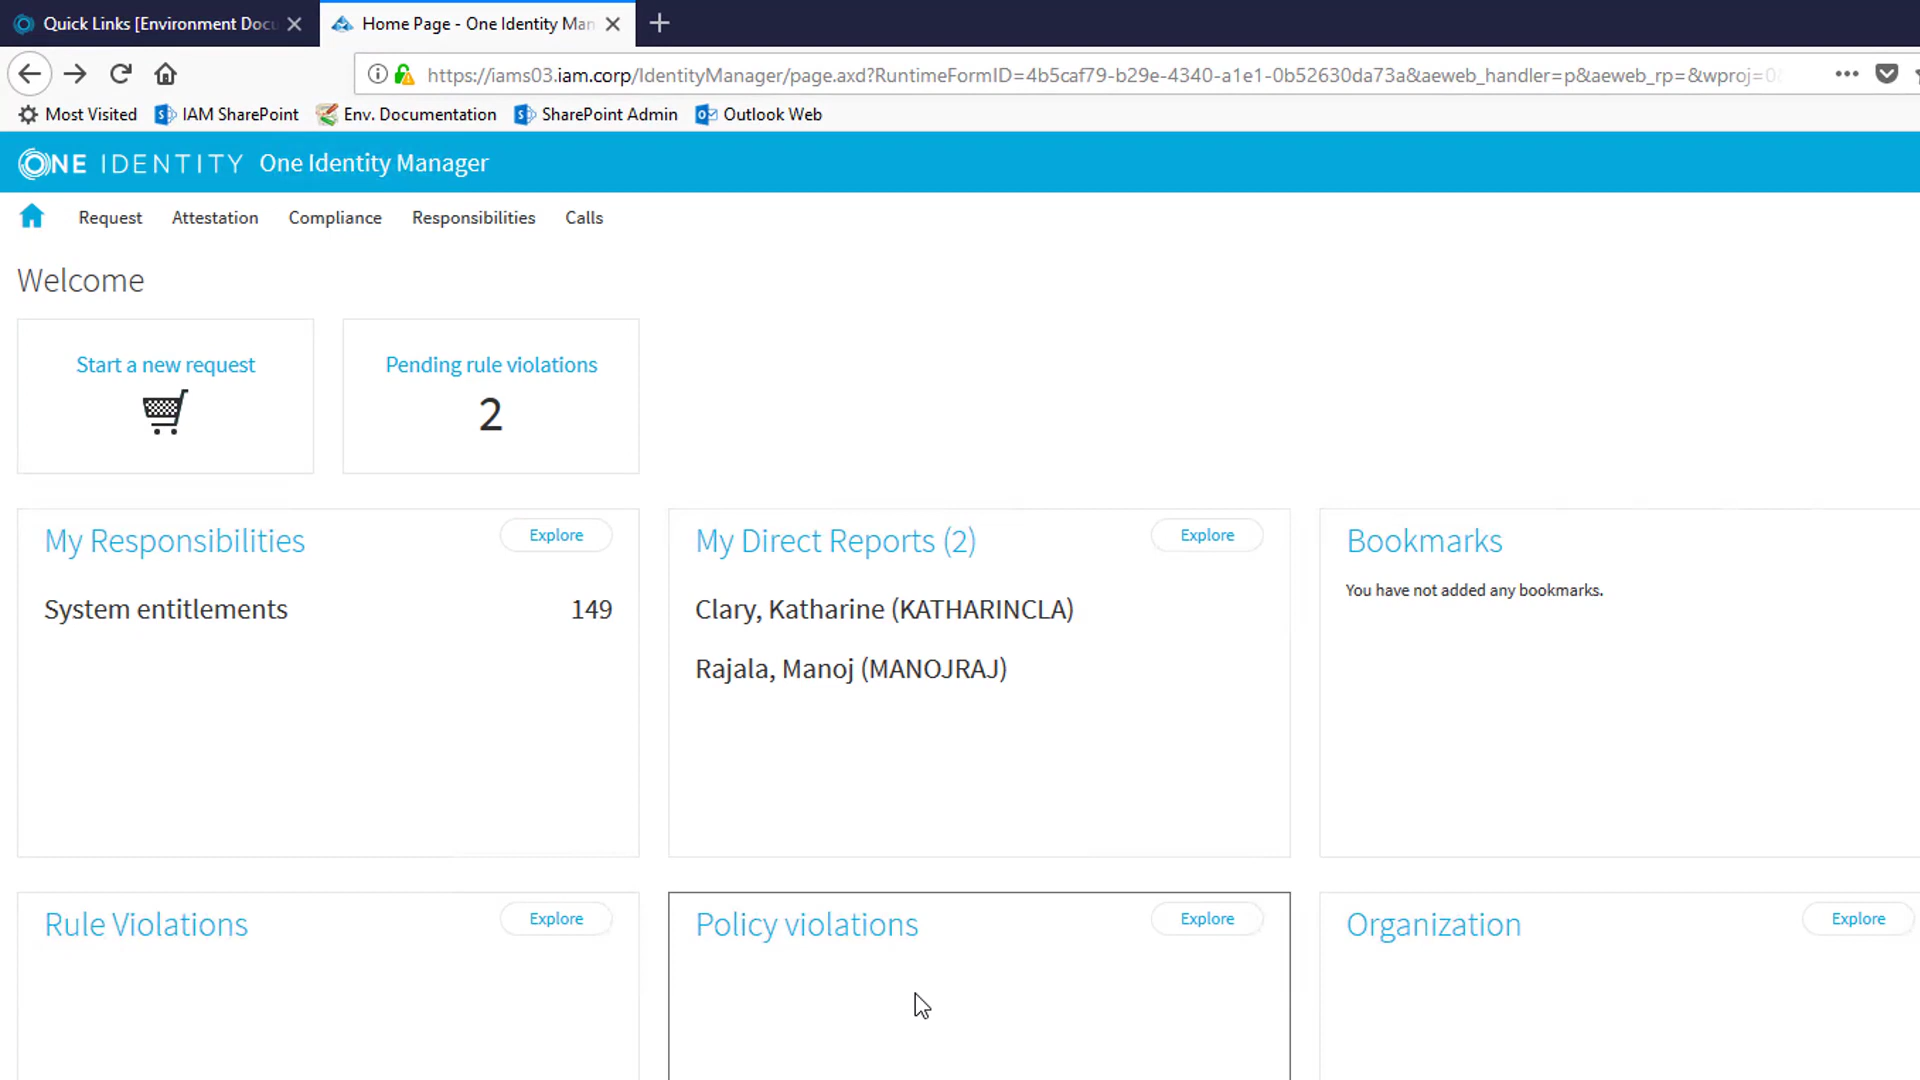 Quick Links [Environment Docu
Home Page - One Identity Man
https://iams03.iam.corp/IdentityManager/page.axd?RuntimeFormID=4b5caf79-b29e-4340-a1e1-0b52630da73a&aeweb_handler=p&aeweb_rp=&wproj=0
Most Visited
IAM SharePoint
Env. Documentation
SharePoint Admin
Outlook Web
ONE IDENTITY One Identity Manager
Request
Attestation
Compliance
Responsibilities
Calls
Welcome
Start a new request
Pending rule violations
2
My Responsibilities
Explore
System entitlements 149
My Direct Reports (2)
Explore
Clary, Katharine (KATHARINCLA)
Rajala, Manoj (MANOJRAJ)
Bookmarks
You have not added any bookmarks.
Rule Violations
Explore
Policy violations
Explore
Organization
Explore